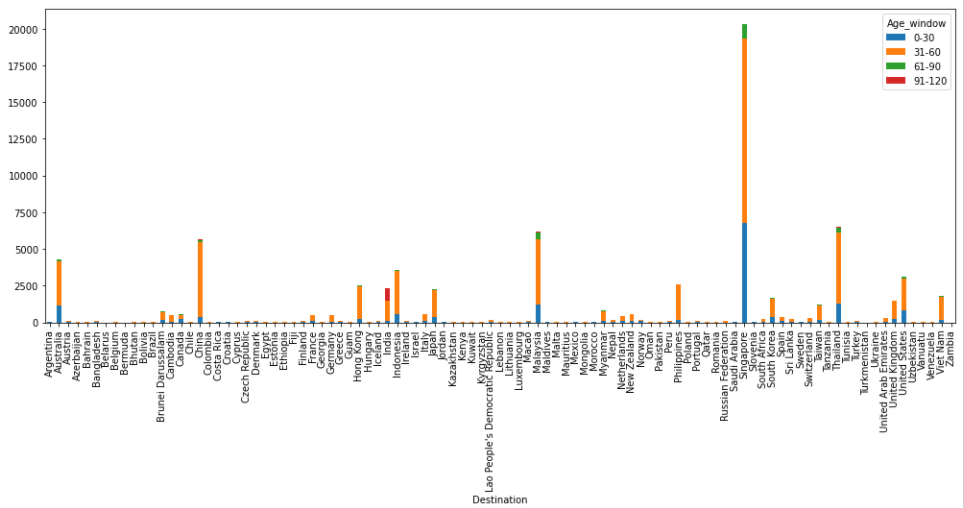 20000
17500
15000
12500
10000
7500
5000
2500
0
Age_window
0-30
31-60
61-90
91-120
Argentina
Australia
Austria
Azerbaijan
Bahrain
Bangladesh
Belarus
Belgium
Bermuda
Bhutan
Bolivia
Brazil
Brunei Darussalam
Cambodia
Canada
Chile
China
Colombia
Costa Rica
Croatia
Cyprus
Czech Republic
Denmark
Egypt
Estonia
Ethiopia
Fiji
Finland
France
Georgia
Germany
Greece
Guam
Hong Kong
Hungary
Iceland
India
Indonesia
Ireland
Israel
Italy
Japan
Jordan
Kazakhstan
Kenya
Kuwait
Kyrgyzstan
Lao People's Democratic Republic
Lebanon
Lithuania
Luxembourg
Macao
Malaysia
Maldives
Malta
Mauritius
Mexico
Mongolia
Morocco
Myanmar
Nepal
Netherlands
New Zealand
Norway
Oman
Pakistan
Peru
Philippines
Poland
Portugal
Qatar
Romania
Russian Federation
Saudi Arabia
Singapore
Slovenia
South Africa
South Korea
Spain
Sri Lanka
Sweden
Switzerland
Taiwan
Tanzania
Thailand
Tunisia
Turkey
Turkmenistan
Ukraine
United Arab Emirates
United Kingdom
United States
Uzbekistan
Vanuatu
Venezuela
Viet Nam
Zambia
Destination